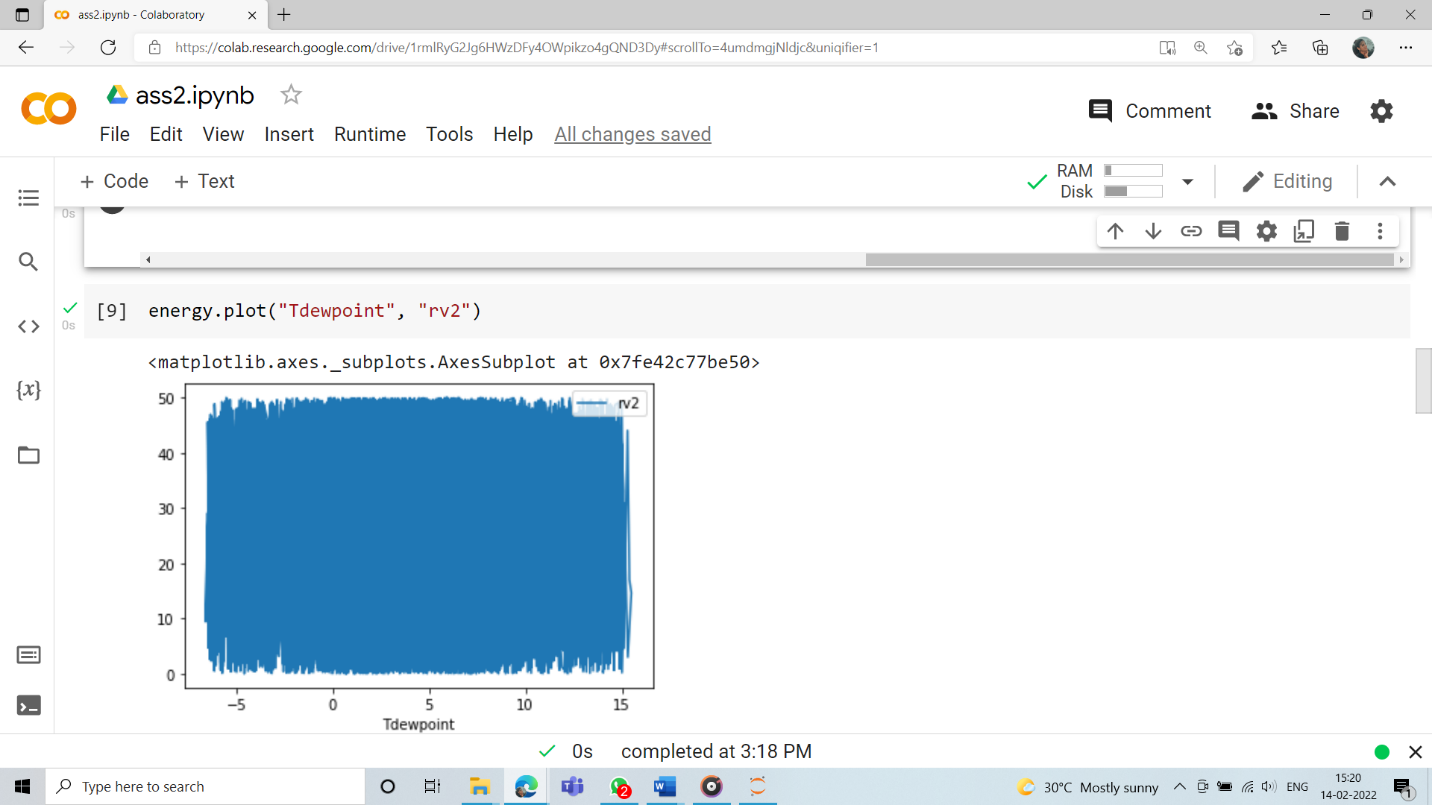 ass2.ipynb - Colaboratory
https://colab.research.google.com/drive/1rmIRyG2Jg6HWzDFy4OWpikzo4gQND3Dy#scrollTo=4umdmgjNldjc&uniqifier=1
ass2.ipynb
Comment
Share
File Edit View Insert Runtime Tools Help All changes saved
+ Code + Text
RAM
Disk
Editing
0s
[9] energy.plot("Tdewpoint", "rv2")
0s
<matplotlib.axes._subplots.AxesSubplot at 0x7fe42c77be50>
rv2
50
40
30
20
10
0
−5 0 5 10 15
Tdewpoint
{x}
0s completed at 3:18 PM
Type here to search
2
30°C Mostly sunny
ENG
15:20
14-02-2022
1